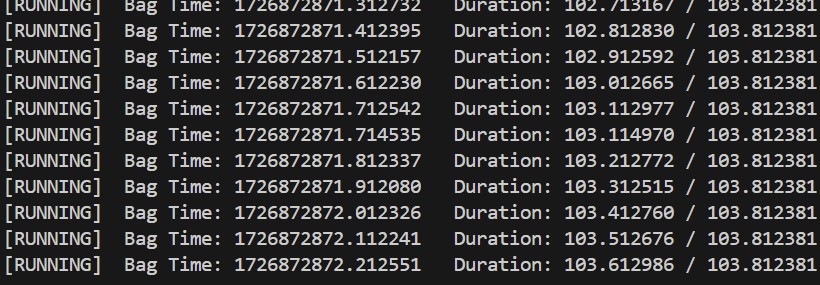 [RUNNING]  Bag Time: 1726872871.312732   Duration: 102.713167 / 103.812381
[RUNNING]  Bag Time: 1726872871.412395   Duration: 102.812830 / 103.812381
[RUNNING]  Bag Time: 1726872871.512157   Duration: 102.912592 / 103.812381
[RUNNING]  Bag Time: 1726872871.612230   Duration: 103.012665 / 103.812381
[RUNNING]  Bag Time: 1726872871.712542   Duration: 103.112977 / 103.812381
[RUNNING]  Bag Time: 1726872871.714535   Duration: 103.114970 / 103.812381
[RUNNING]  Bag Time: 1726872871.812337   Duration: 103.212772 / 103.812381
[RUNNING]  Bag Time: 1726872871.912080   Duration: 103.312515 / 103.812381
[RUNNING]  Bag Time: 1726872872.012326   Duration: 103.412760 / 103.812381
[RUNNING]  Bag Time: 1726872872.112241   Duration: 103.512676 / 103.812381
[RUNNING]  Bag Time: 1726872872.212551   Duration: 103.612986 / 103.812381